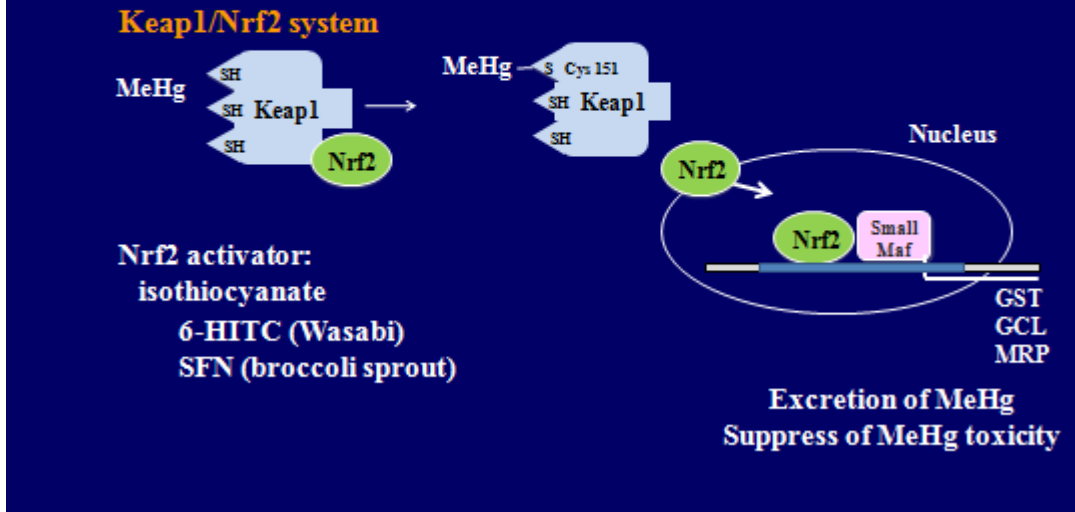 Keap1/Nrf2 system
MeHg
SH
SH Keap1
SH
Nrf2
MeHg
S Cys 151
SH Keap1
SH
Nucleus
Nrf2
Nrf2
Small
Maf
GST
GCL
MRP
Nrf2 activator:
isothiocyanate
6-HITC (Wasabi)
SFN (broccoli sprout)
Excretion of MeHg
Suppress of MeHg toxicity